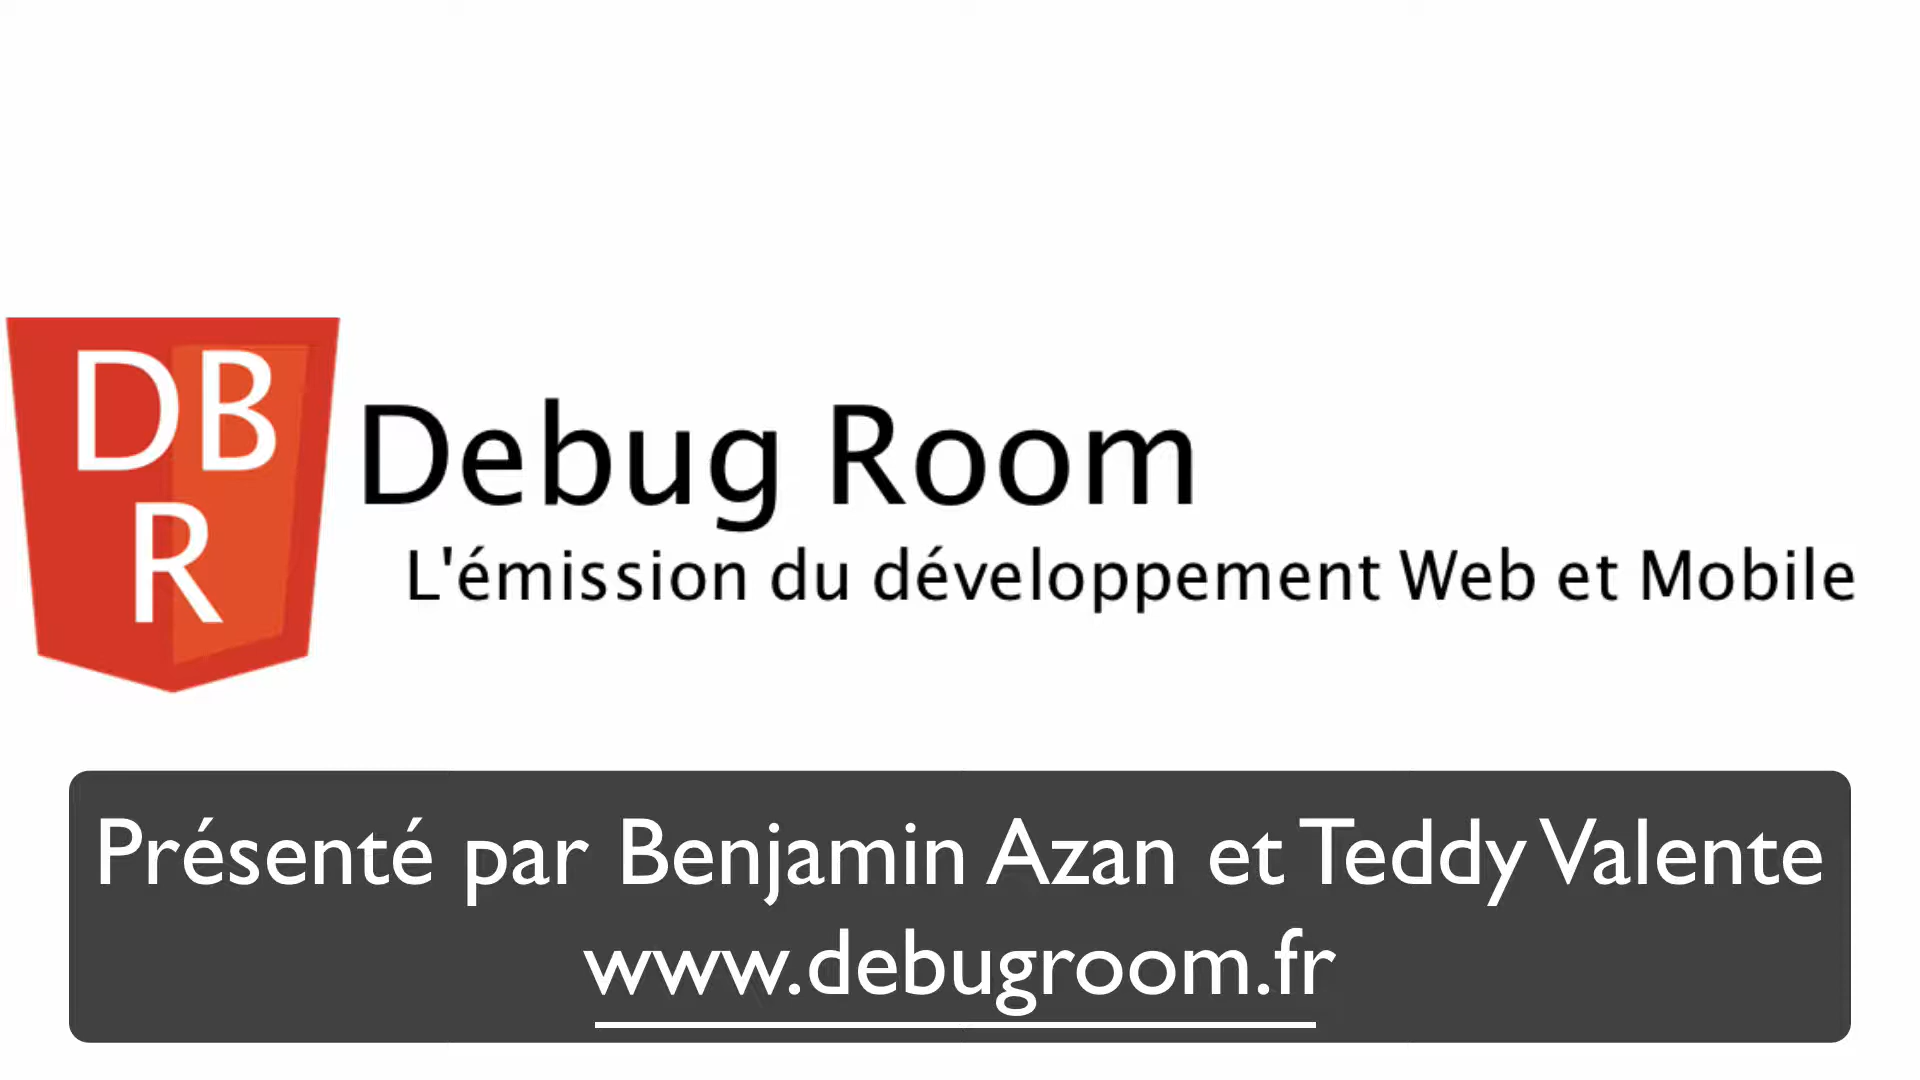 DB
R
Debug Room
L'émission du développement Web et Mobile
Présenté par Benjamin Azan et Teddy Valente
www.debugroom.fr